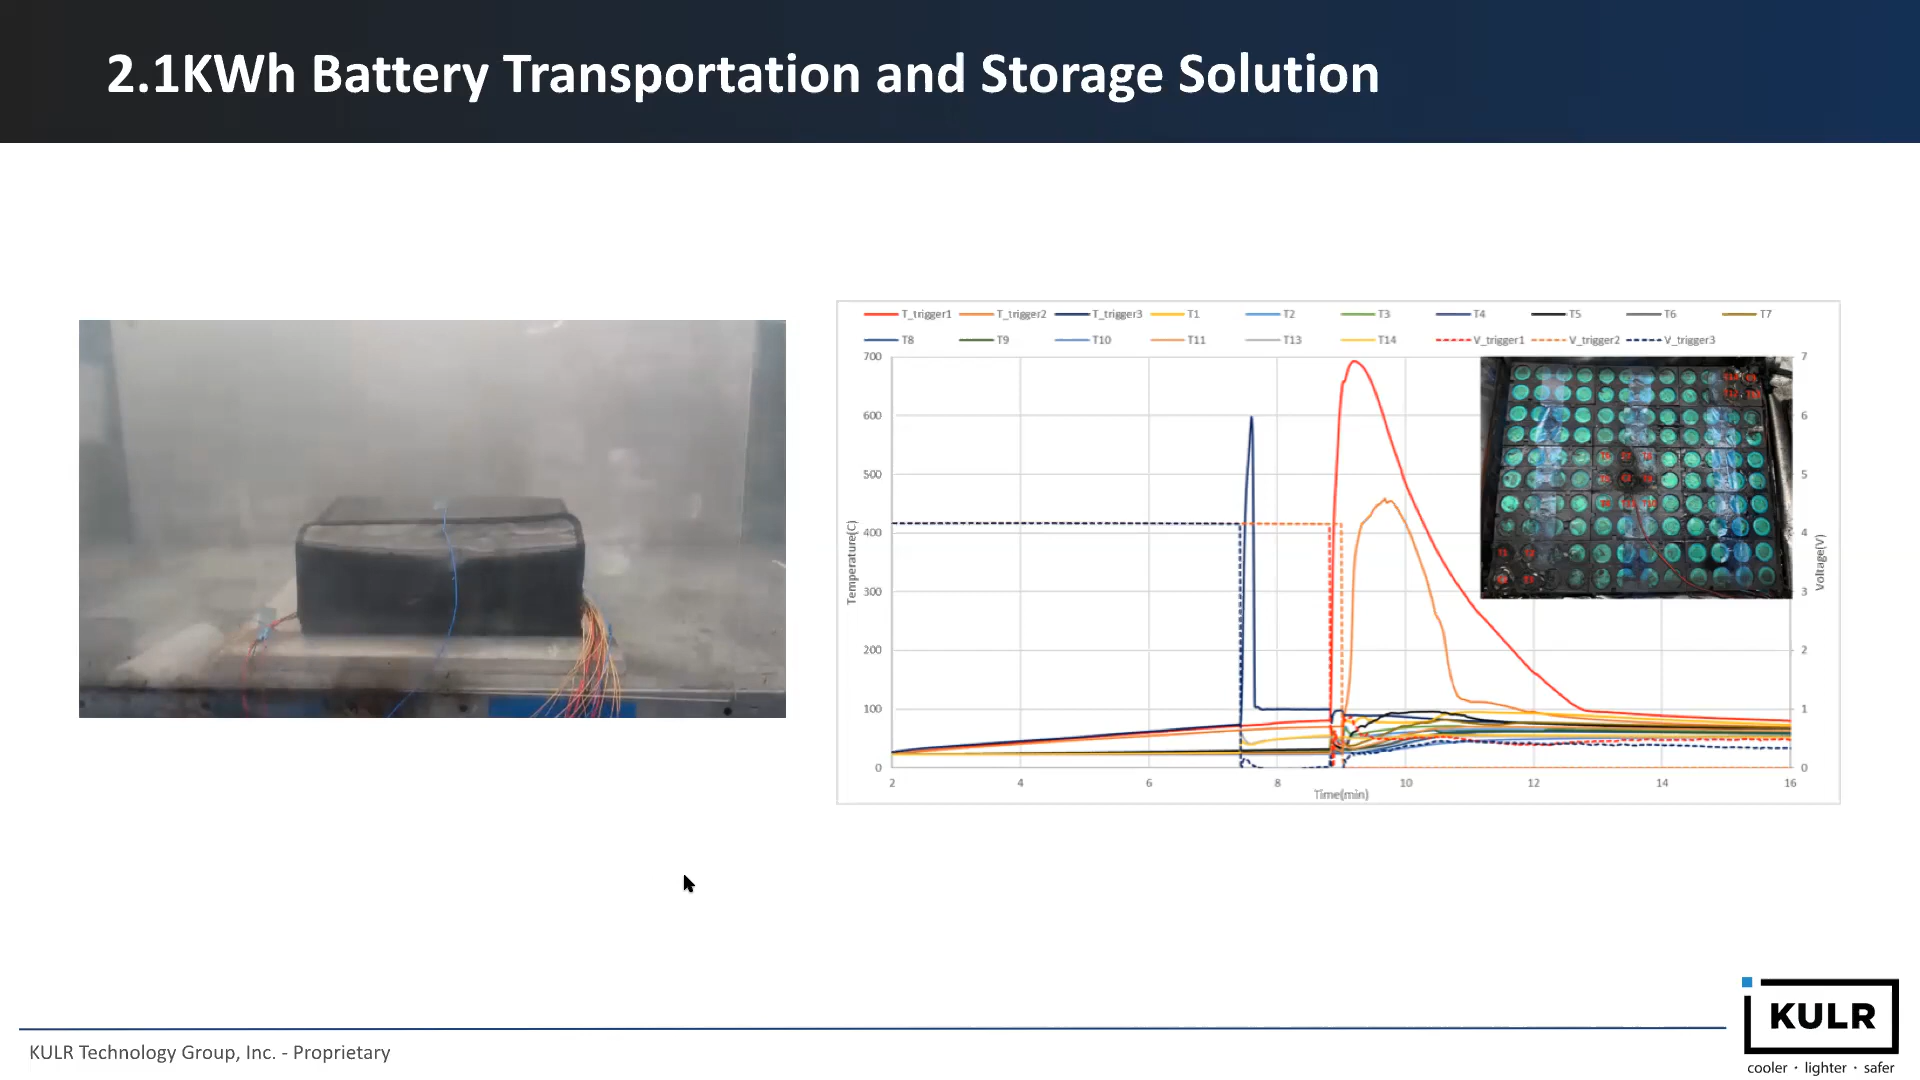 2.1KWh Battery Transportation and Storage Solution
T_trigger1 T_trigger2 T_trigger3 T1 T2 T3 T4 T5 T6 T7
T8 T9 T10 T11 T13 T14 V_trigger1 V_trigger2 V_trigger3
700 7
600 6
500 5
400 4
300 3
200 2
100 1
0 0
Temperature(C)
Voltage(V)
2 4 6 8 10 12 14 16
Time(min)
KULR
KULR Technology Group, Inc. - Proprietary
cooler · lighter · safer